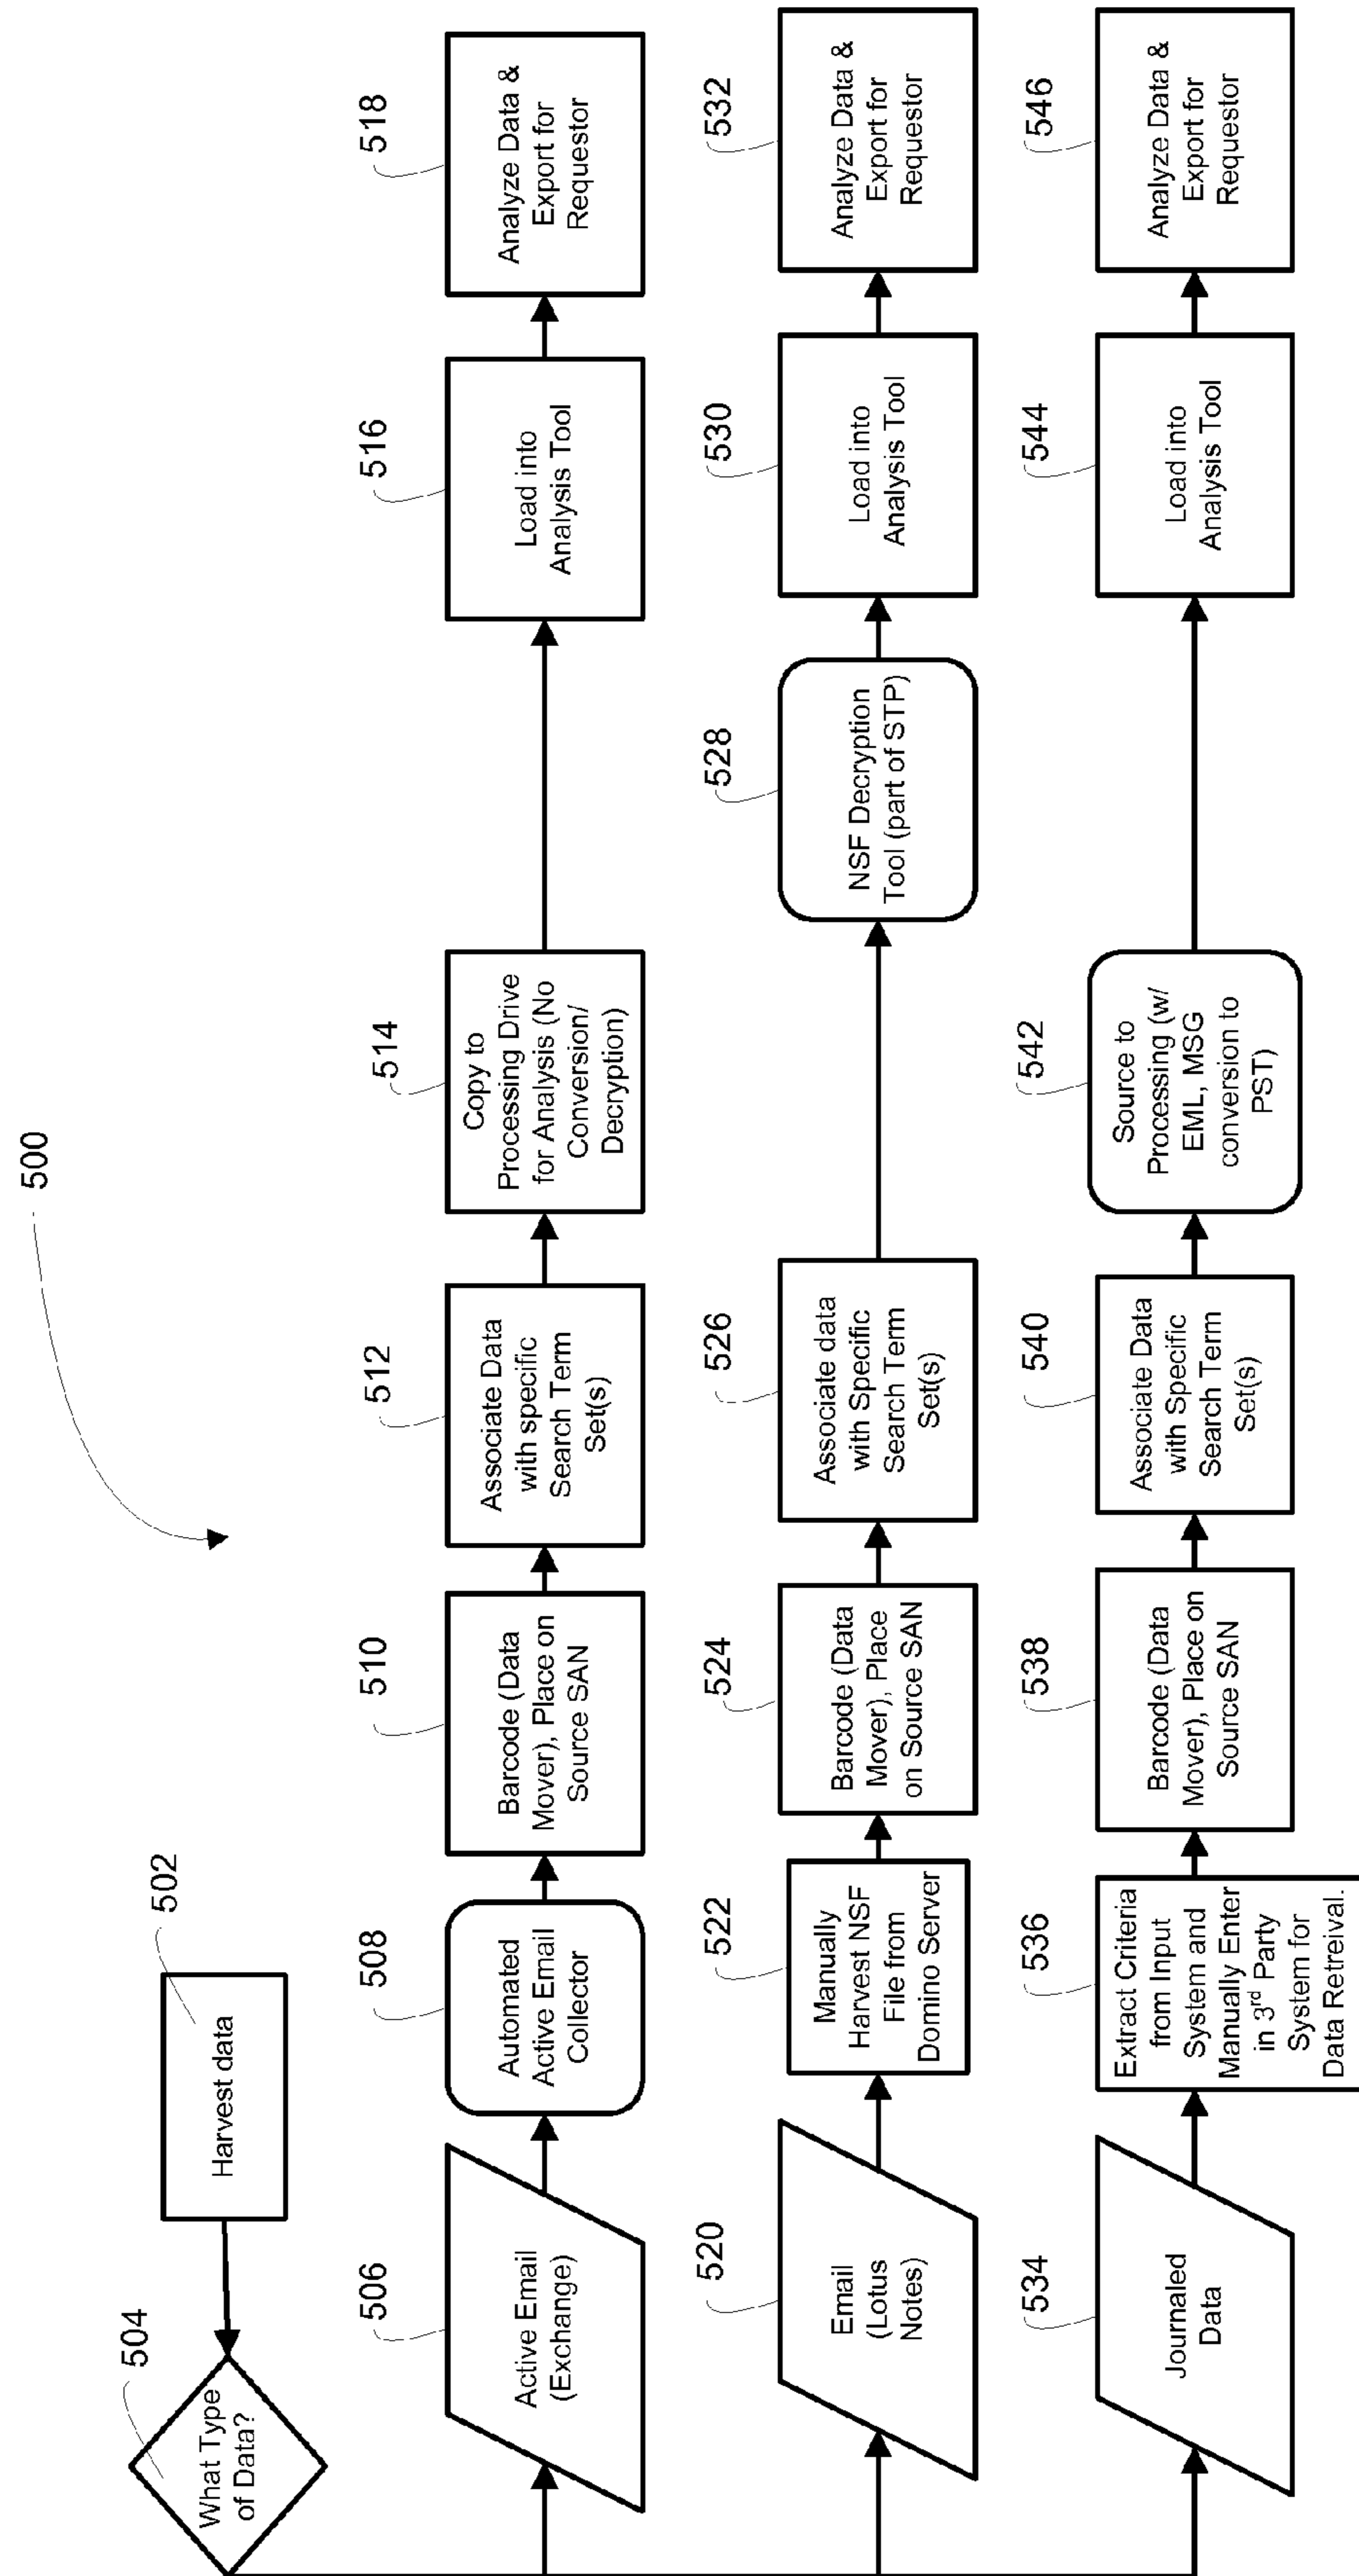 500
502
Harvest data
504
What Type
of Data?
506
Active Email
(Exchange)
508
Automated
Active Email
Collector
510
Barcode (Data
Mover), Place on
Source SAN
512
Associate Data
with specific
Search Term
Set(s)
514
Copy to
Processing Drive
for Analysis (No
Conversion/
Decryption)
516
Load into
Analysis Tool
518
Analyze Data &
Export for
Requestor
520
Email
(Lotus
Notes)
522
Manually
Harvest NSF
File from
Domino Server
524
Barcode (Data
Mover), Place
on Source SAN
526
Associate data
with Specific
Search Term
Set(s)
528
NSF Decryption
Tool (part of STP)
530
Load into
Analysis Tool
532
Analyze Data &
Export for
Requestor
534
Journaled
Data
536
Extract Criteria
from Input
System and
Manually Enter
in 3rd Party
System for
Data Retreival.
538
Barcode (Data
Mover), Place on
Source SAN
540
Associate Data
with Specific
Search Term
Set(s)
542
Source to
Processing (w/
EML, MSG
conversion to
PST)
544
Load into
Analysis Tool
546
Analyze Data &
Export for
Requestor